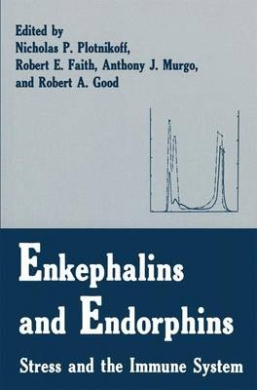 Edited by
Nicholas P. Plotnikoff,
Robert E. Faith, Anthony J. Murgo,
and Robert A. Good
Enkephalins
and Endorphins
Stress and the Immune System